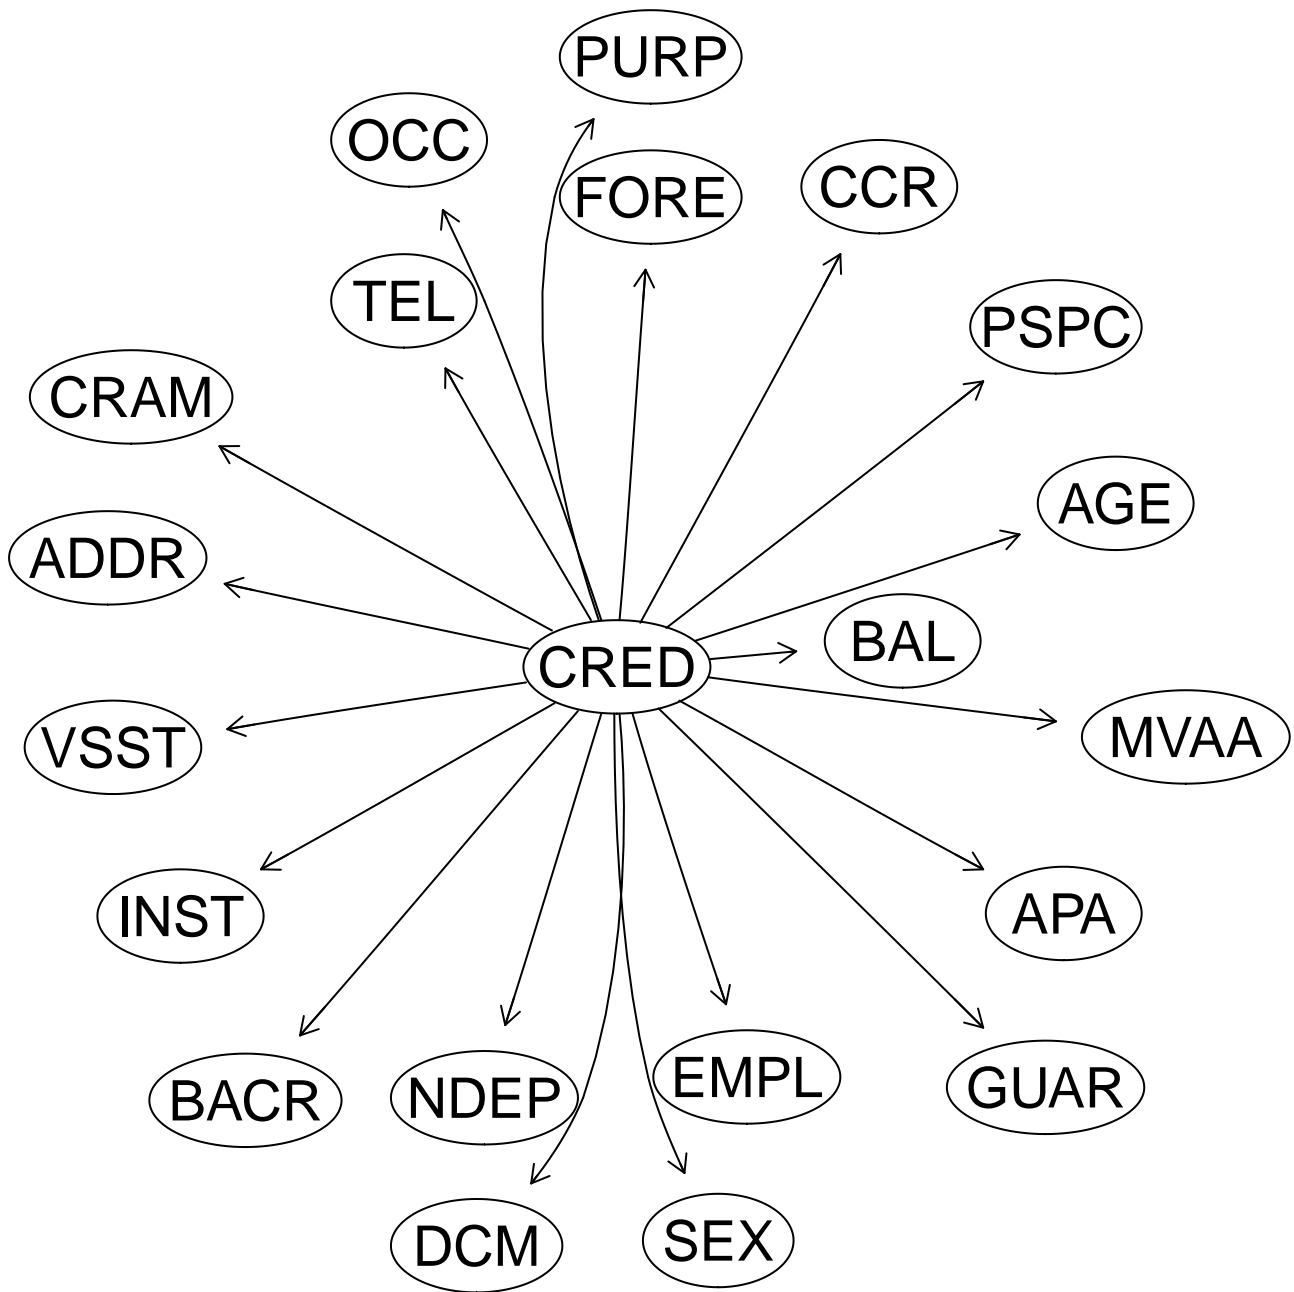 PURP
OCC
FORE
CCR
TEL
PSPC
CRAM
AGE
ADDR
BAL
CRED
VSST
MVAA
INST
APA
BACR
NDEP
EMPL
GUAR
DCM
SEX